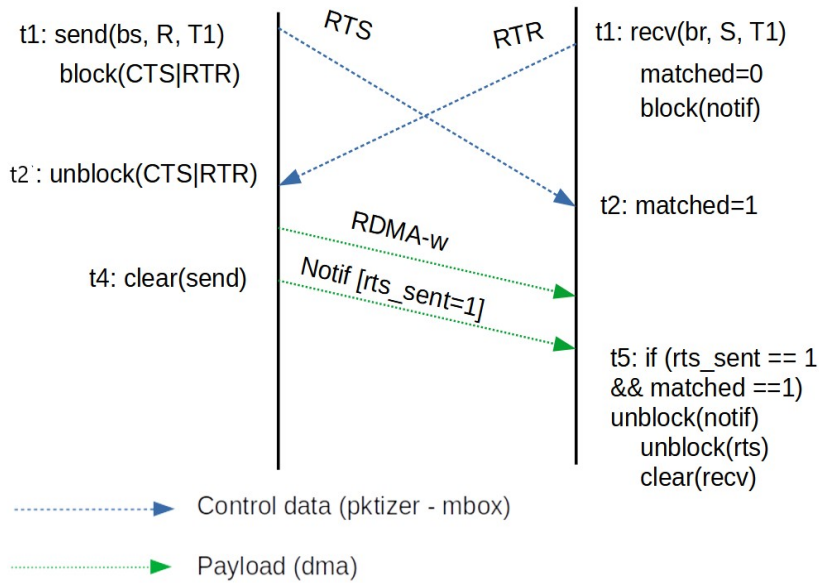 t1: send(bs, R, T1)
block(CTS|RTR)
RTS
RTR
t1: recv(br, S, T1)
matched=0
block(notif)
t2`: unblock(CTS|RTR)
t2: matched=1
RDMA-w
t4: clear(send)
Notif [rts_sent=1]
t5: if (rts_sent == 1
&& matched ==1)
unblock(notif)
unblock(rts)
clear(recv)
Control data (pktizer - mbox)
Payload (dma)